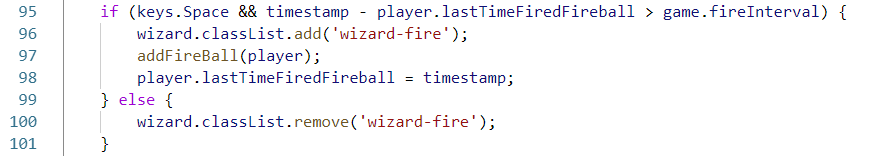 95 if (keys.Space && timestamp - player.lastTimeFiredFireball > game.fireInterval) {
96 wizard.classList.add('wizard-fire');
97 addFireBall(player);
98 player.lastTimeFiredFireball = timestamp;
99 } else {
100 wizard.classList.remove('wizard-fire');
101 }